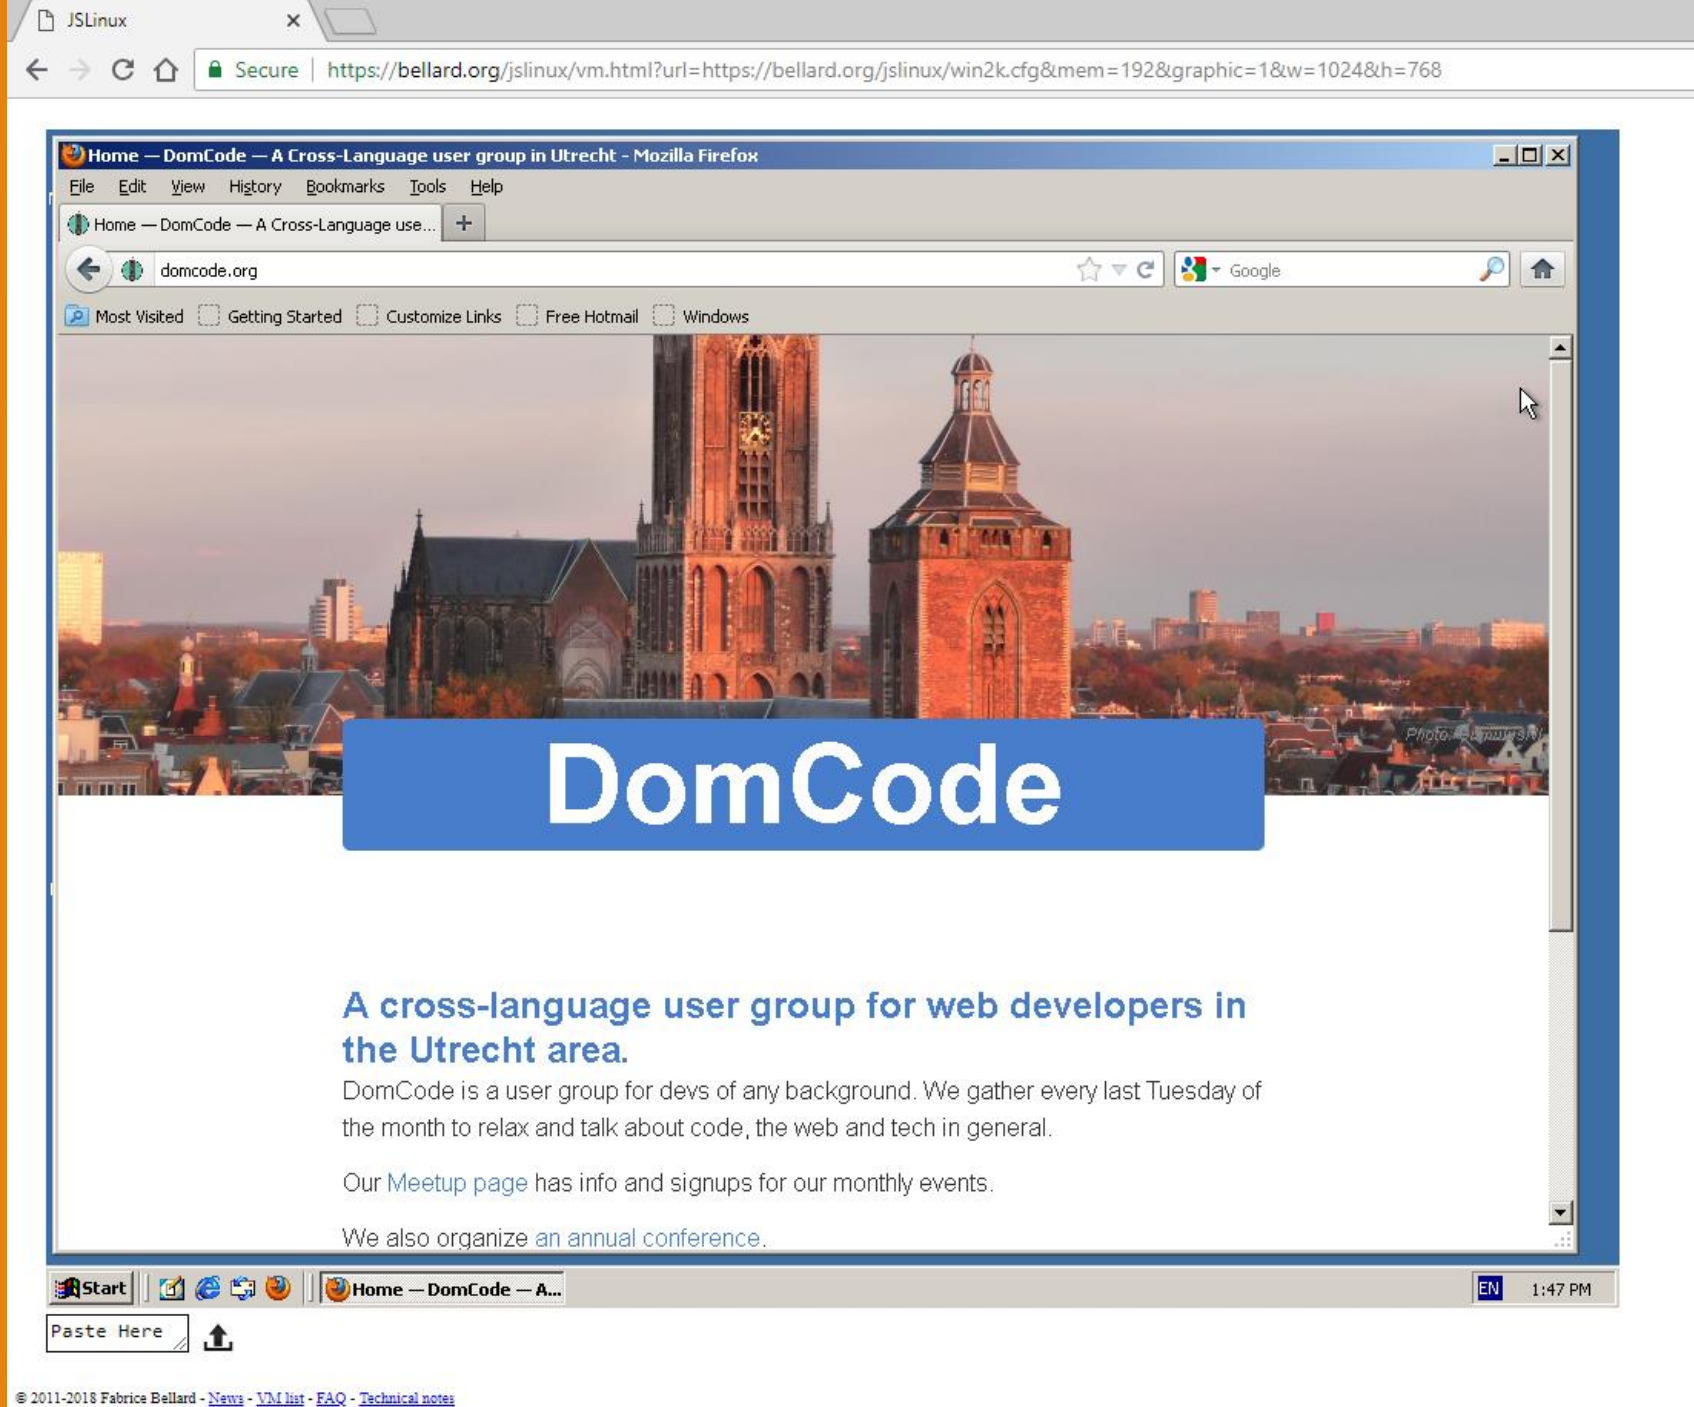 JSLinux
Secure | https://bellard.org/jslinux/vm.html?url=https://bellard.org/jslinux/win2k.cfg&mem=192&graphic=1&w=1024&h=768
Home — DomCode — A Cross-Language user group in Utrecht - Mozilla Firefox
File Edit View History Bookmarks Tools Help
Home — DomCode — A Cross-Language use...
domcode.org
Google
Most Visited Getting Started Customize Links Free Hotmail Windows
Photo:
DomCode
A cross-language user group for web developers in
the Utrecht area.
DomCode is a user group for devs of any background. We gather every last Tuesday of
the month to relax and talk about code, the web and tech in general.
Our Meetup page has info and signups for our monthly events.
We also organize an annual conference.
Start Home — DomCode — A... EN 1:47 PM
Paste Here
© 2011-2018 Fabrice Bellard - News - VM list - FAQ - Technical notes